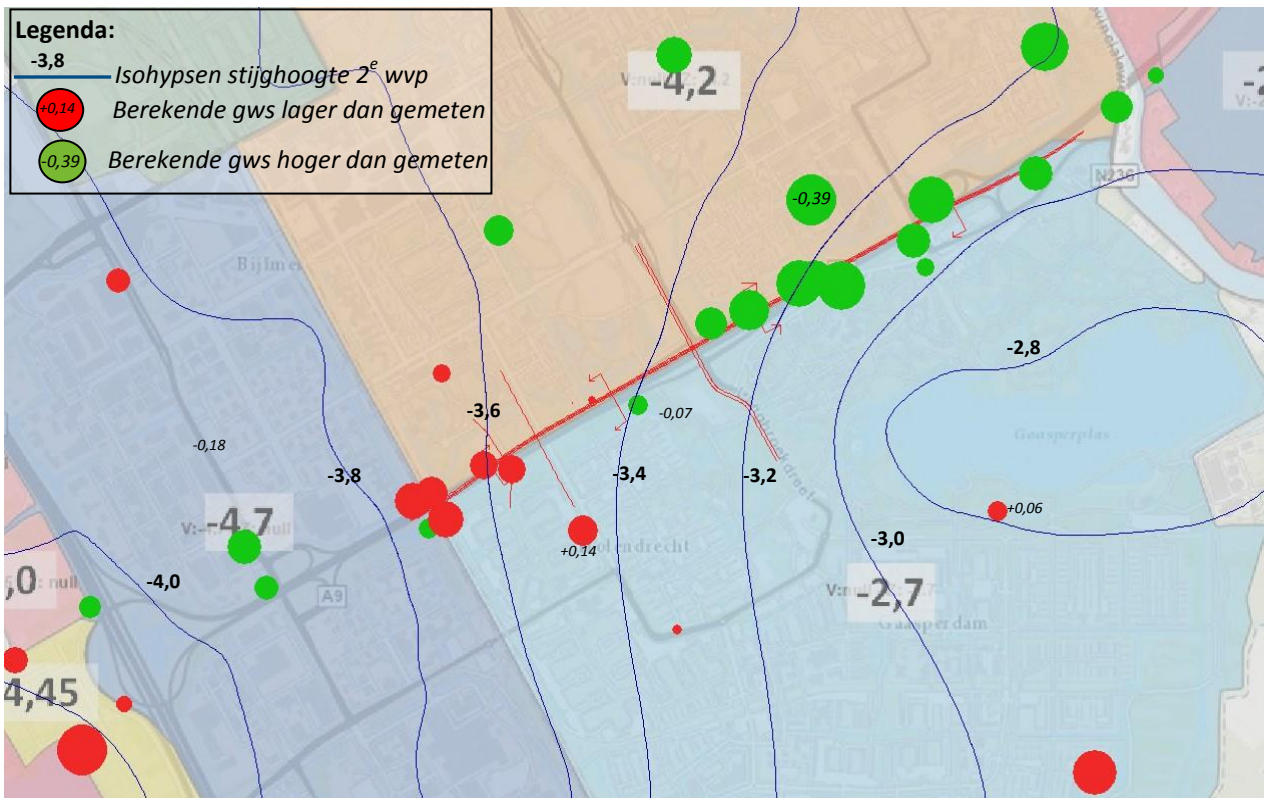 Legenda:
-3,8
Isohypsen stijghoogte 2e wvp
+0,14
Berekende gws lager dan gemeten
-0,39
Berekende gws hoger dan gemeten
-4,2
V:null
N236
-0,39
Bijlmer
-2,8
-3,6
-0,07
Gaasperplas
-0,18
-3,8
-3,4
-3,2
+0,06
-4,7
null
+0,14
-3,0
-4,0
,0
null
A9
-2,7
Gaasperdam
4,45